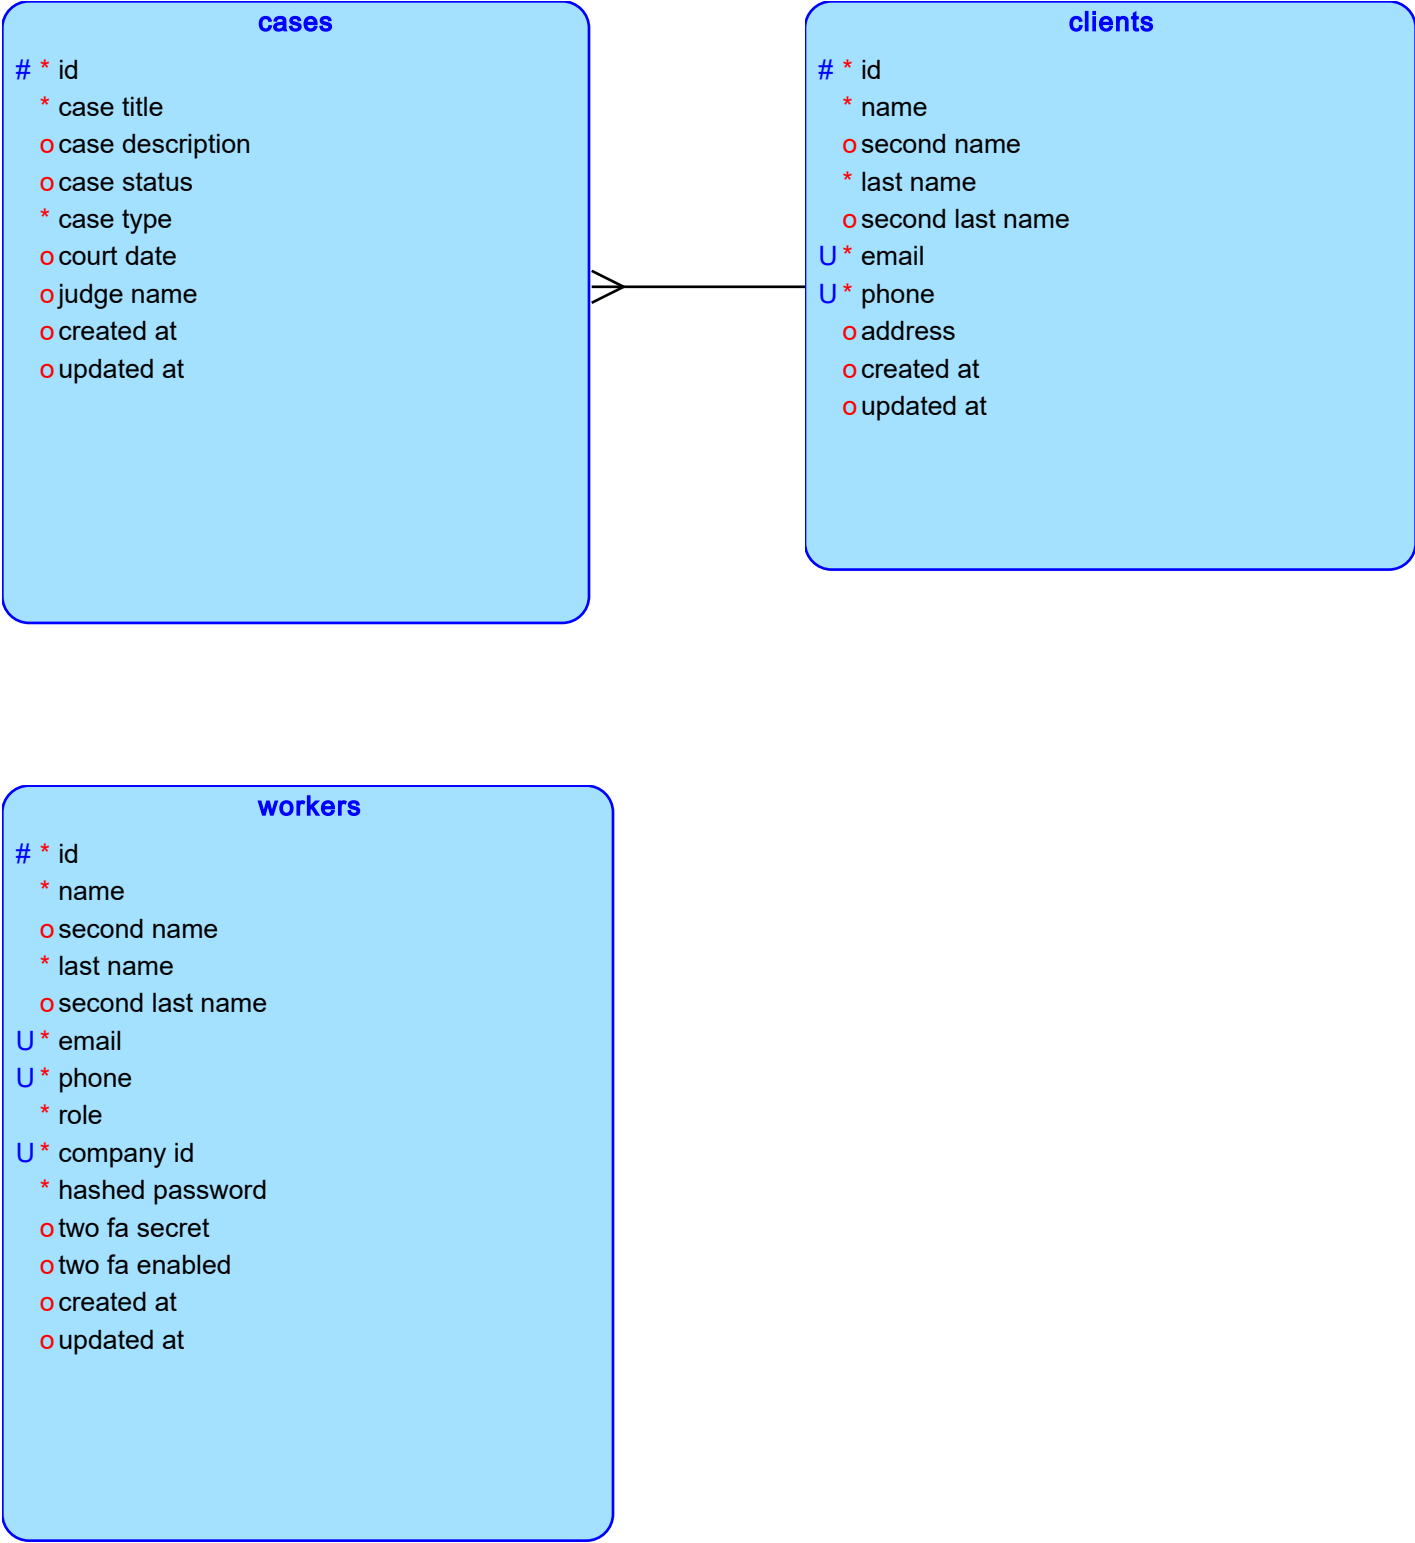 cases
# * id
* case title
o case description
o case status
* case type
o court date
o judge name
o created at
o updated at
clients
# * id
* name
o second name
* last name
o second last name
U * email
U * phone
o address
o created at
o updated at
workers
# * id
* name
o second name
* last name
o second last name
U * email
U * phone
* role
U * company id
* hashed password
o two fa secret
o two fa enabled
o created at
o updated at